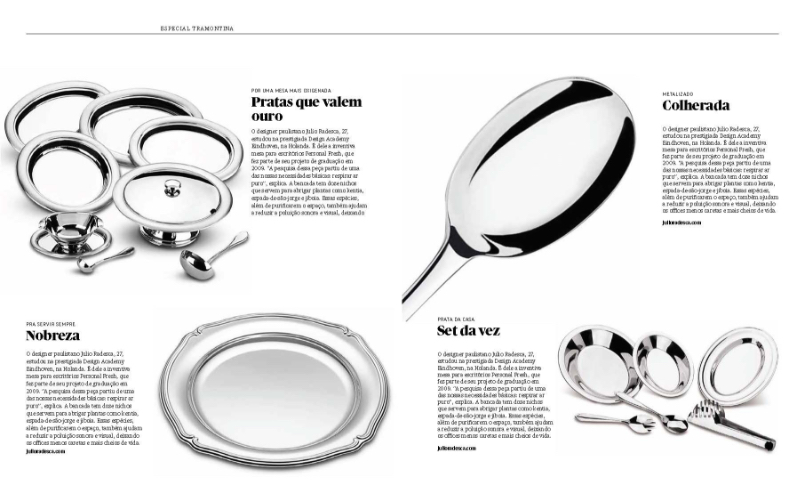 ESPECIAL TRAMONTINA
POR UMA MESA MAIS DIGENADA
Pratas que valem
ouro
O designer paulistano Julio Radesca, 27,
estudou na prestigiada Design Academy
Eindhoven, na Holanda. É dele a inventiva
mesa para escritórios Personal Fresh, que
fez parte de seu projeto de graduação em
2009. "A pesquisa dessa peça partiu de uma
das nossas necessidades básicas: respirar ar
puro", explica. A bancada tem doze nichos
que servem para abrigar plantas como kentia,
espada-de-são-jorge e jiboia. Essas espécies,
além de purificarem o espaço, também ajudam
a reduzir a poluição sonora e visual, deixando
METALIZADO
Colherada
O designer paulistano Julio Radesca, 27,
estudou na prestigiada Design Academy
Eindhoven, na Holanda. É dele a inventiva
mesa para escritórios Personal Fresh, que
fez parte de seu projeto de graduação em
2009. "A pesquisa dessa peça partiu de uma
das nossas necessidades básicas: respirar ar
puro", explica. A bancada tem doze nichos
que servem para abrigar plantas como kentia,
espada-de-são-jorge e jiboia. Essas espécies,
além de purificarem o espaço, também ajudam
a reduzir a poluição sonora e visual, deixando
os offices menos caretas e mais cheios de vida.
julioradesca.com
PRA SERVIR SEMPRE
Nobreza
O designer paulistano Julio Radesca, 27,
estudou na prestigiada Design Academy
Eindhoven, na Holanda. É dele a inventiva
mesa para escritórios Personal Fresh, que
fez parte de seu projeto de graduação em
2009. "A pesquisa dessa peça partiu de uma
das nossas necessidades básicas: respirar ar
puro", explica. A bancada tem doze nichos
que servem para abrigar plantas como kentia,
espada-de-são-jorge e jiboia. Essas espécies,
além de purificarem o espaço, também ajudam
a reduzir a poluição sonora e visual, deixando
os offices menos caretas e mais cheios de vida.
julioradesca.com
PRATA DA CASA
Set da vez
O designer paulistano Julio Radesca, 27,
estudou na prestigiada Design Academy
Eindhoven, na Holanda. É dele a inventiva
mesa para escritórios Personal Fresh, que
fez parte de seu projeto de graduação em
2009. "A pesquisa dessa peça partiu de uma
das nossas necessidades básicas: respirar ar
puro", explica. A bancada tem doze nichos
que servem para abrigar plantas como kentia,
espada-de-são-jorge e jiboia. Essas espécies,
além de purificarem o espaço, também ajudam
a reduzir a poluição sonora e visual, deixando
os offices menos caretas e mais cheios de vida.
julioradesca.com